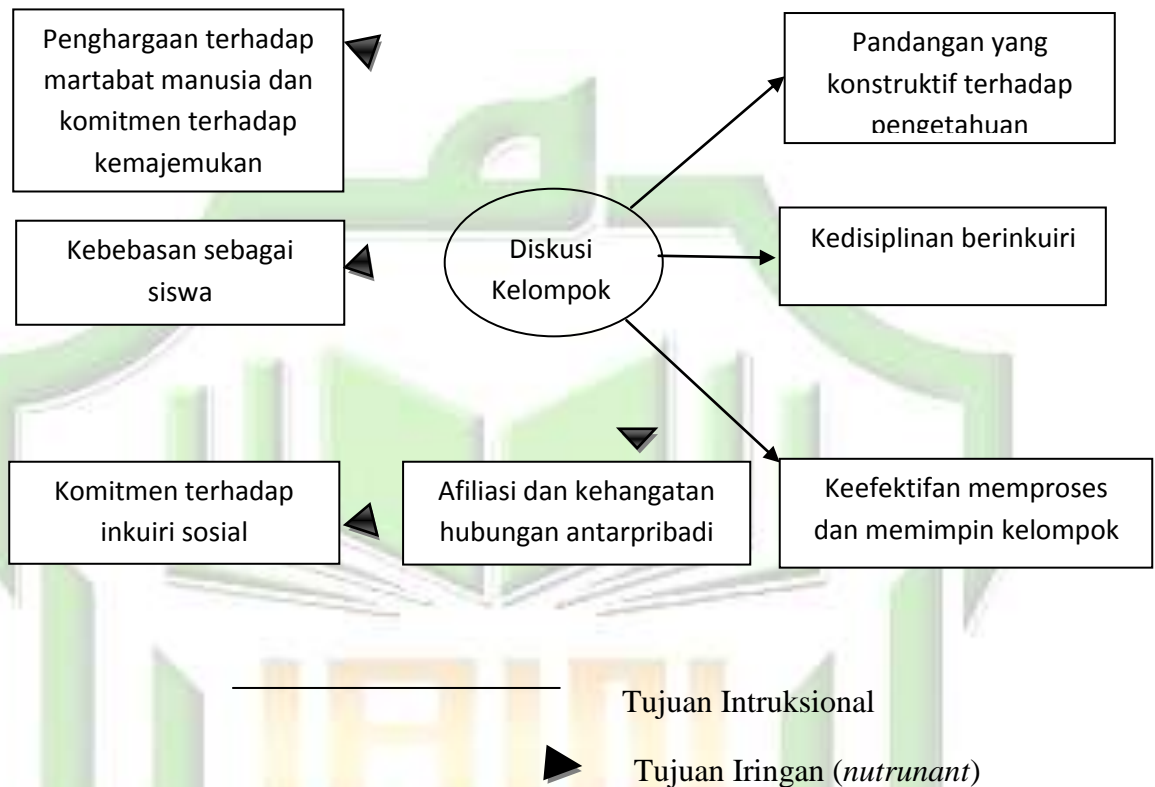 Penghargaan terhadap
martabat manusia dan
komitmen terhadap
kemajemukan
Pandangan yang
konstruktif terhadap
pengetahuan
Kebebasan sebagai
siswa
Diskusi
Kelompok
Kedisiplinan berinkuiri
Komitmen terhadap
inkuiri sosial
Afiliasi dan kehangatan
hubungan antarpribadi
Keefektifan memproses
dan memimpin kelompok
Tujuan Intruksional
Tujuan Iringan (nutrunant)
IAIN